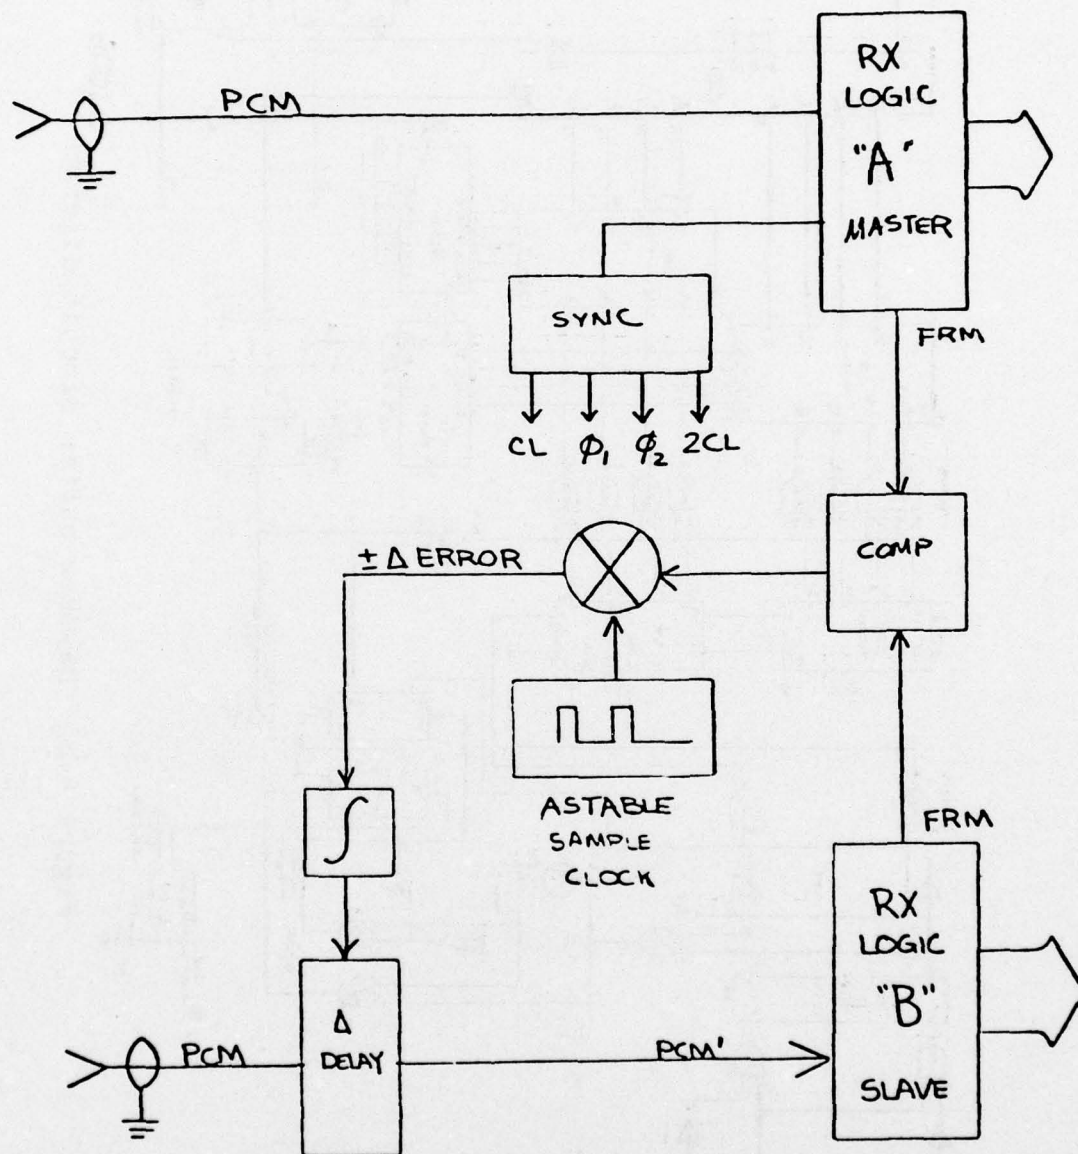 PCM
RX
LOGIC
"A"
MASTER
SYNC
FRM
CL ϕ₁ ϕ₂ 2CL
COMP
± Δ ERROR
ASTABLE
SAMPLE
CLOCK
∫
FRM
RX
LOGIC
"B"
SLAVE
PCM
Δ
DELAY
PCM'